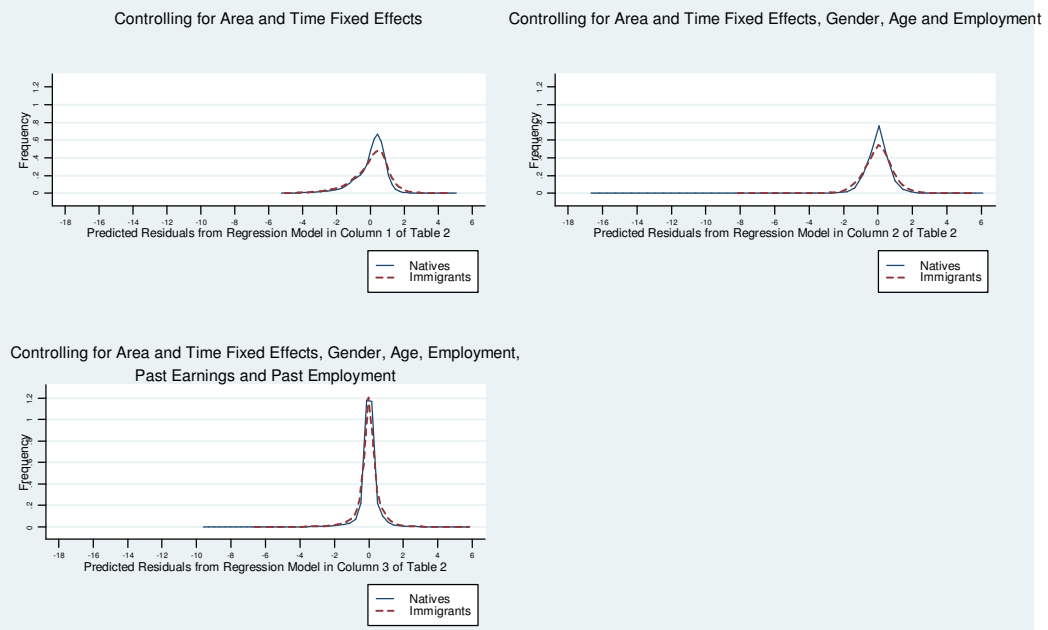 Controlling for Area and Time Fixed Effects
Frequency
0 .2 .4 .6 .8 1 1.2
-18 -16 -14 -12 -10 -8 -6 -4 -2 0 2 4 6
Predicted Residuals from Regression Model in Column 1 of Table 2
Natives
Immigrants
Controlling for Area and Time Fixed Effects, Gender, Age and Employment
Frequency
0 .2 .4 .6 .8 1 1.2
-18 -16 -14 -12 -10 -8 -6 -4 -2 0 2 4 6
Predicted Residuals from Regression Model in Column 2 of Table 2
Natives
Immigrants
Controlling for Area and Time Fixed Effects, Gender, Age, Employment,
Past Earnings and Past Employment
Frequency
0 .2 .4 .6 .8 1 1.2
-18 -16 -14 -12 -10 -8 -6 -4 -2 0 2 4 6
Predicted Residuals from Regression Model in Column 3 of Table 2
Natives
Immigrants